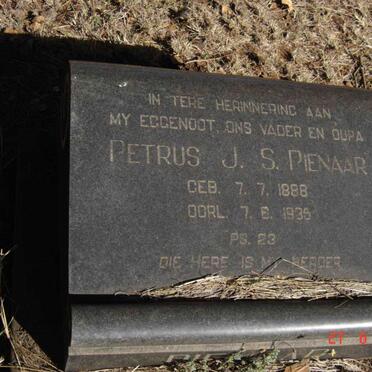 IN TERE HERINNERING AAN
MY EGGENOOT, ONS VADER EN OUPA
PETRUS J. S. PIENAAR
GEB. 7. 7. 1888
OORL. 7. 6. 1935
PS. 23
DIE HERE IS MY HERDER